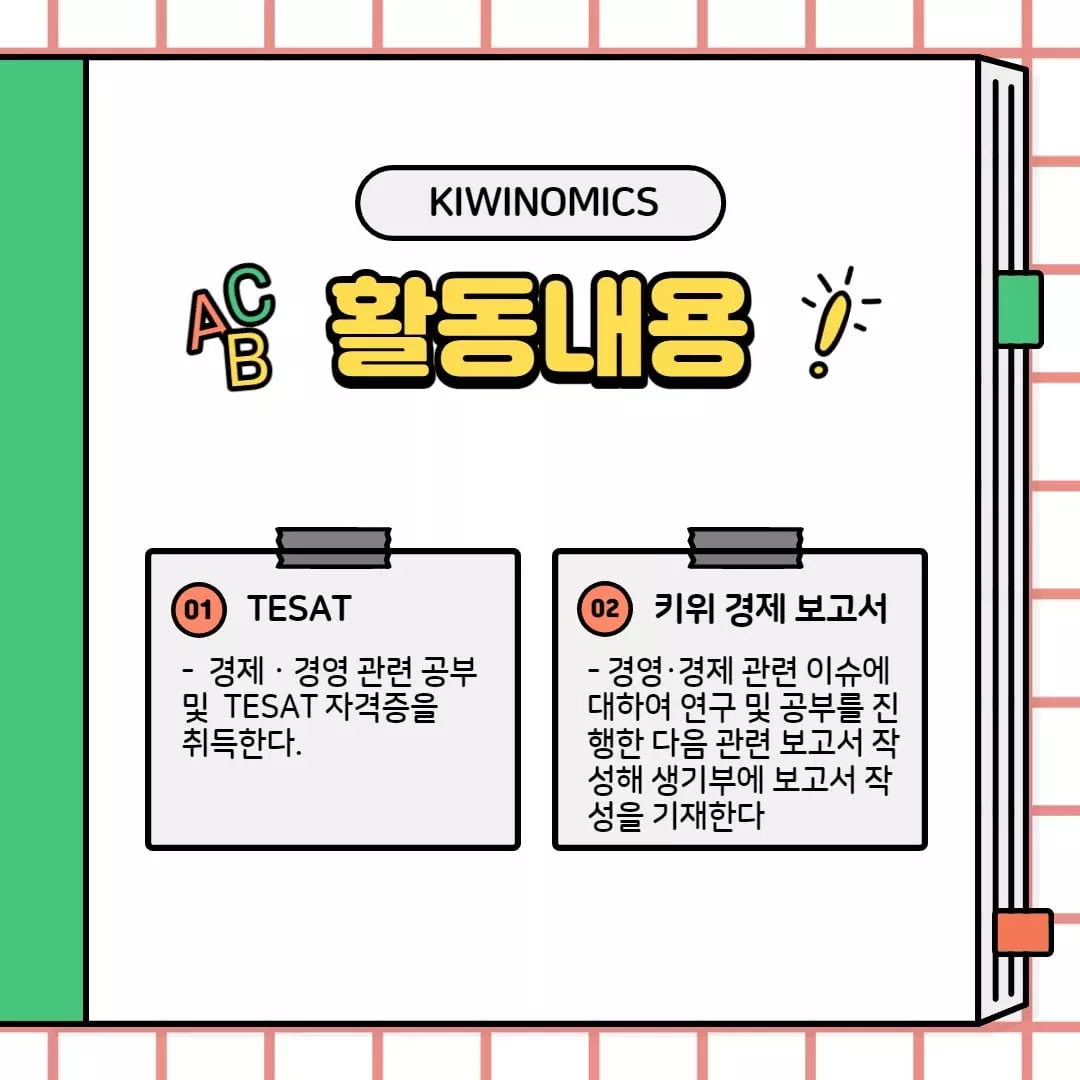 KIWINOMICS
A C B
활동내용
01 TESAT
- 경제 · 경영 관련 공부
및 TESAT 자격증을
취득한다.
02 키위 경제 보고서
- 경영·경제 관련 이슈에
대하여 연구 및 공부를 진
행한 다음 관련 보고서 작
성해 생기부에 보고서 작
성을 기재한다